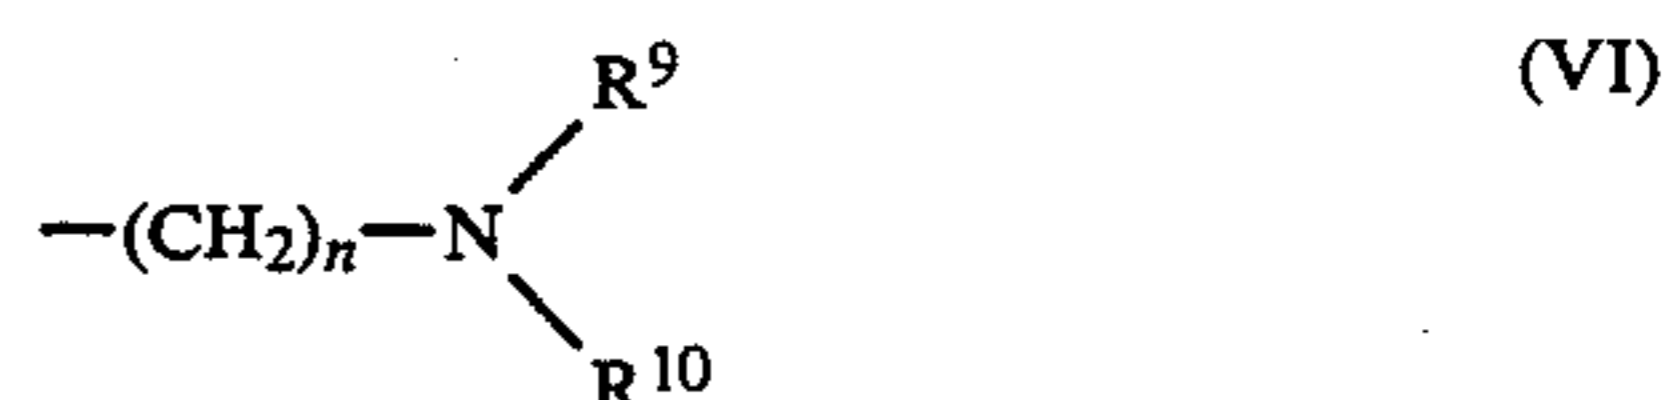 R⁹ (VI)
—(CH₂)ₙ—N
R¹⁰